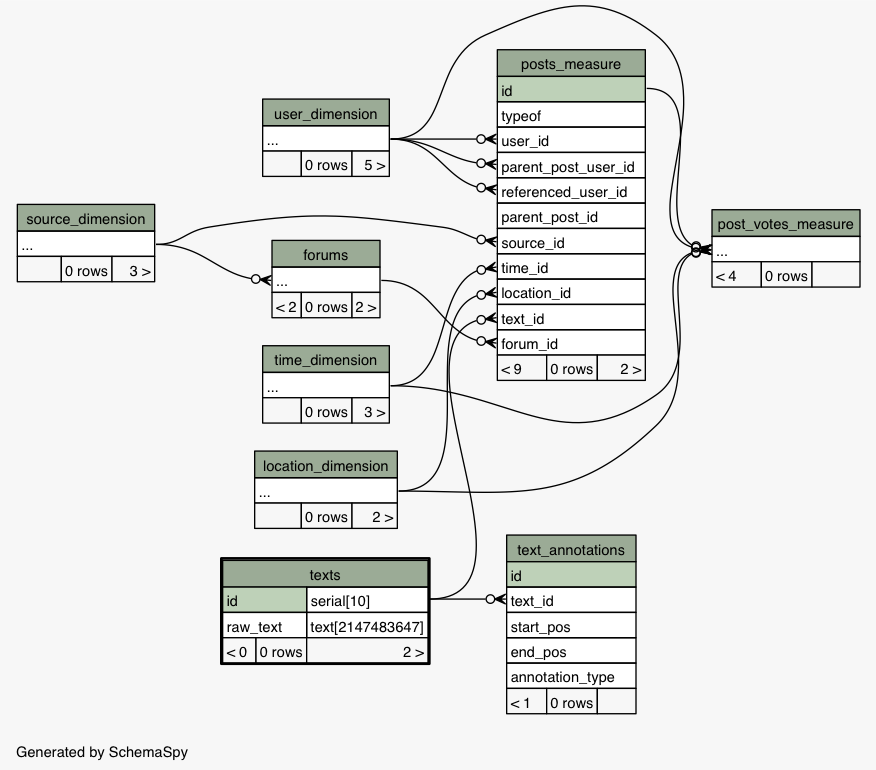 posts_measure
id
typeof
user_id
parent_post_user_id
referenced_user_id
parent_post_id
source_id
time_id
location_id
text_id
forum_id
< 9 0 rows 2 >
user_dimension
...
0 rows 5 >
source_dimension
...
0 rows 3 >
forums
...
< 2 0 rows 2 >
post_votes_measure
...
< 4 0 rows
time_dimension
...
0 rows 3 >
location_dimension
...
0 rows 2 >
texts
id serial[10]
raw_text text[2147483647]
< 0 0 rows 2 >
text_annotations
id
text_id
start_pos
end_pos
annotation_type
< 1 0 rows
Generated by SchemaSpy